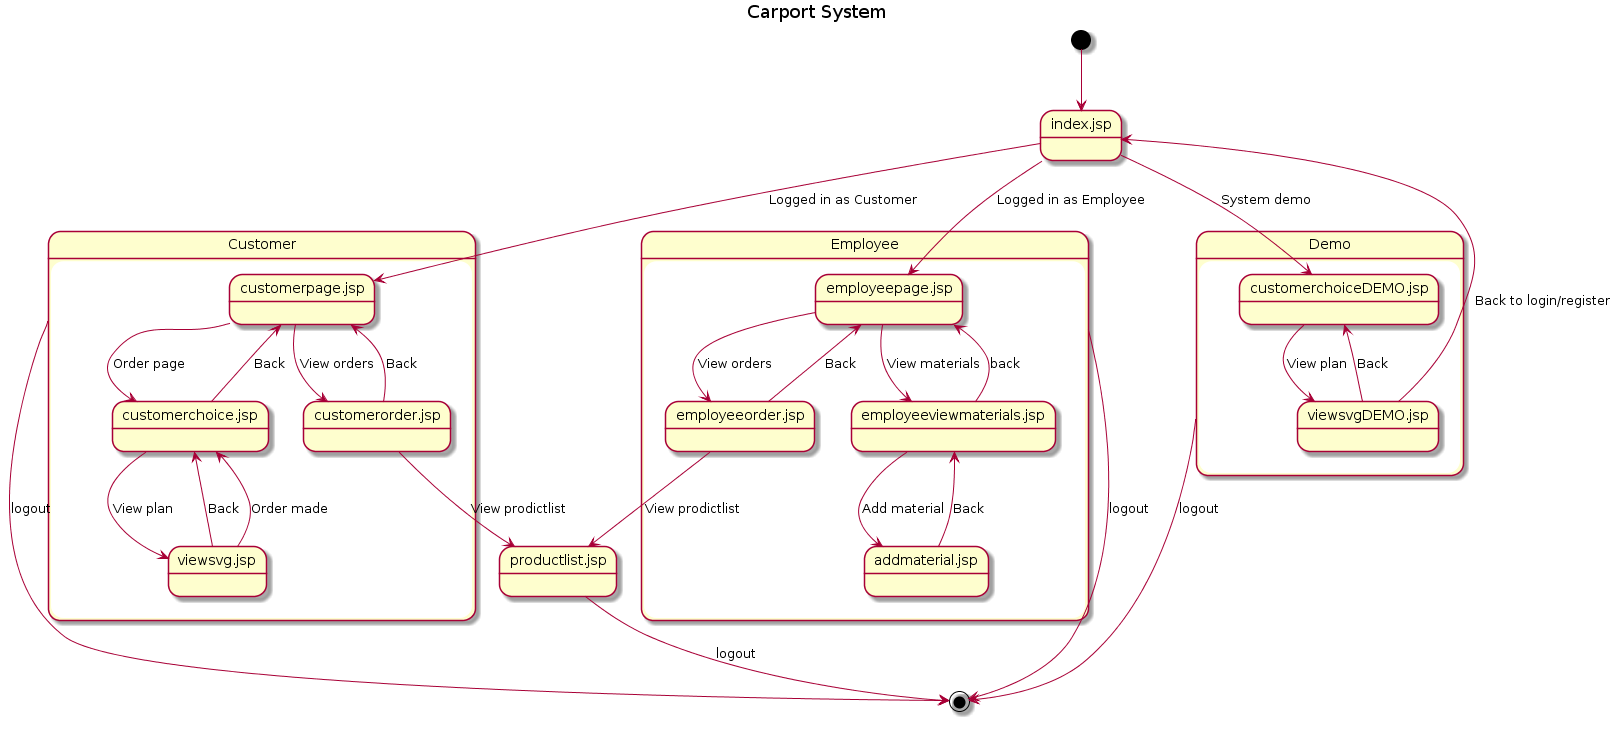 Carport System
index.jsp
Logged in as Customer
Logged in as Employee
System demo
Customer
Employee
Demo
customerpage.jsp
employeepage.jsp
customerchoiceDEMO.jsp
Back to login/register
Order page
Back
View orders
Back
View orders
Back
View materials
back
View plan
Back
customerchoice.jsp
customerorder.jsp
employeeorder.jsp
employeeviewmaterials.jsp
viewsvgDEMO.jsp
logout
View plan
Back
Order made
View prodictlist
View prodictlist
Add material
Back
logout
logout
viewsvg.jsp
productlist.jsp
addmaterial.jsp
logout